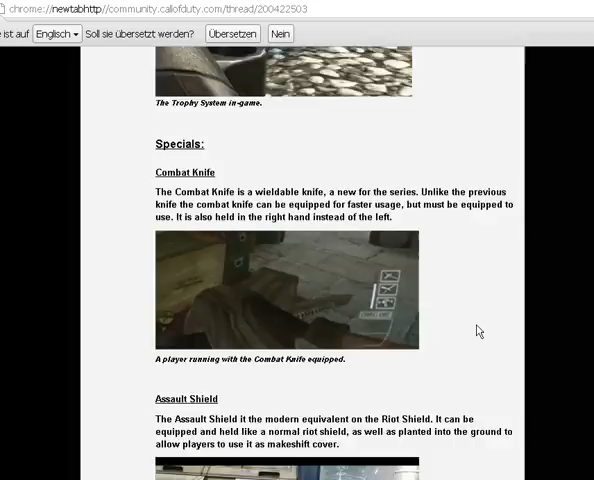 chrome://newtabhttp//community.callofduty.com/thread/200422503
e ist auf Englisch Soll sie übersetzt werden? Übersetzen Nein
The Trophy System in-game.
Specials:
Combat Knife
The Combat Knife is a wieldable knife, a new for the series. Unlike the previous
knife the combat knife can be equipped for faster usage, but must be equipped to
use. It is also held in the right hand instead of the left.
A player running with the Combat Knife equipped.
Assault Shield
The Assault Shield it the modern equivalent on the Riot Shield. It can be
equipped and held like a normal riot shield, as well as planted into the ground to
allow players to use it as makeshift cover.